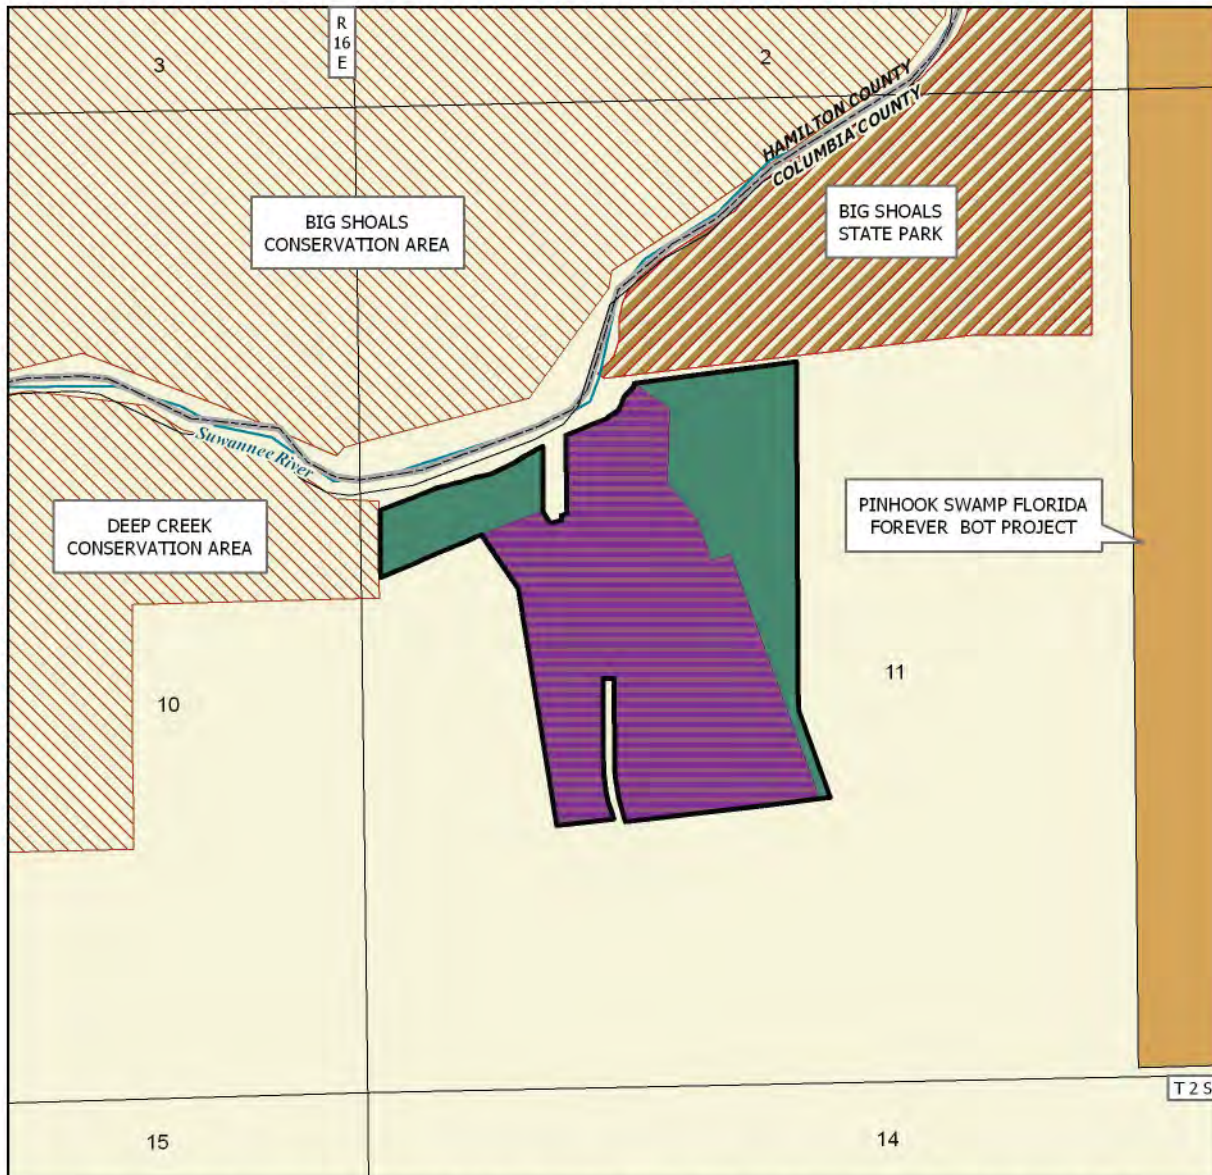 R
16
E
3
2
HAMILTON COUNTY
COLUMBIA COUNTY
BIG SHOALS
CONSERVATION AREA
BIG SHOALS
STATE PARK
Suwannee River
DEEP CREEK
CONSERVATION AREA
PINHOOK SWAMP FLORIDA
FOREVER BOT PROJECT
10
11
T 2 S
15
14